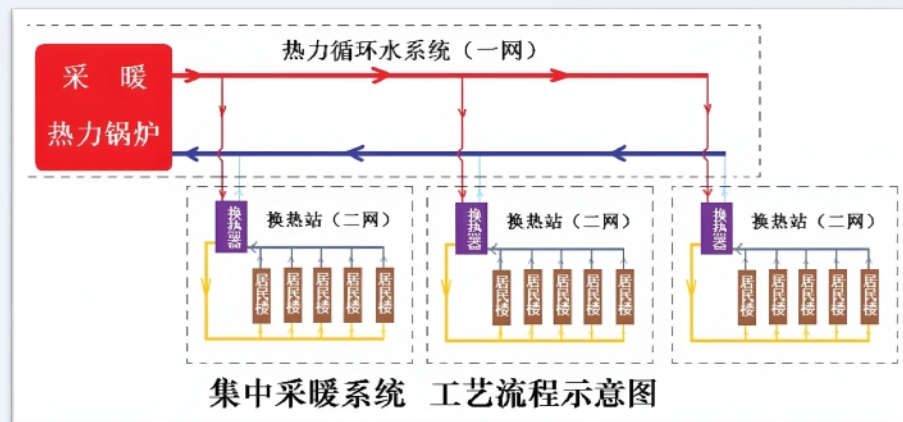 热力循环水系统（一网）
采 暖
热力锅炉
换热器
换热站（二网）
居民楼
居民楼
居民楼
居民楼
居民楼
换热器
换热站（二网）
居民楼
居民楼
居民楼
居民楼
居民楼
换热器
换热站（二网）
居民楼
居民楼
居民楼
居民楼
居民楼
集中采暖系统 工艺流程示意图